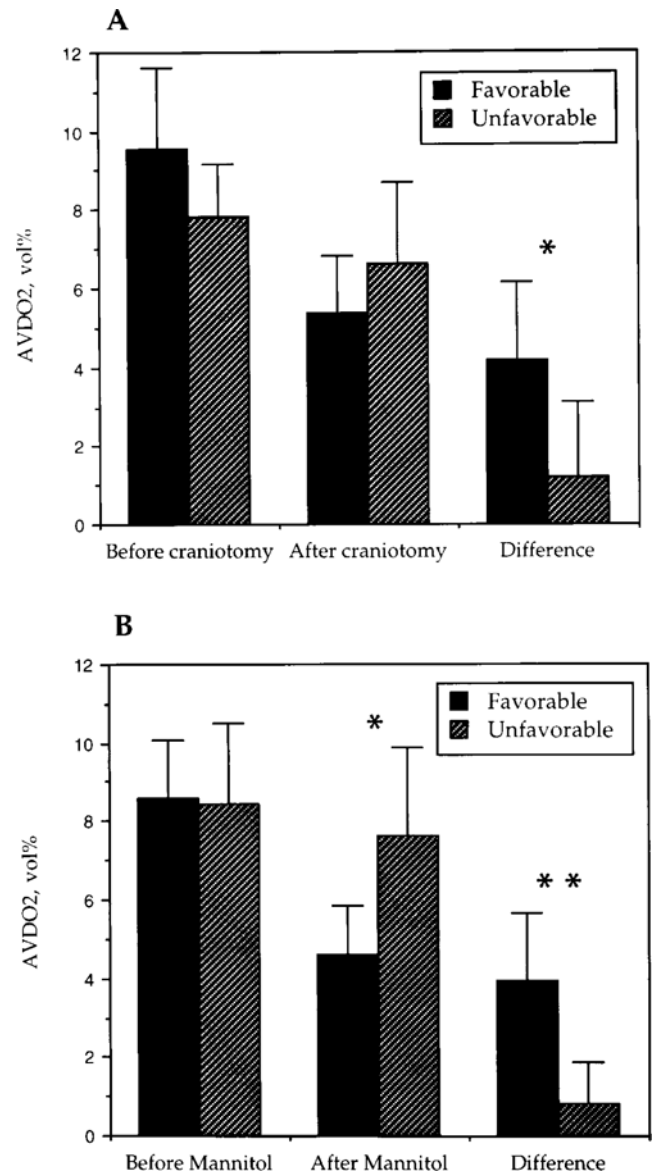 A
12
10
8
6
4
2
0
AVDO2, vol%
Favorable
Unfavorable
*
Before craniotomy After craniotomy Difference
B
12
10
8
6
4
2
0
AVDO2, vol%
Favorable
Unfavorable
*
* *
Before Mannitol After Mannitol Difference